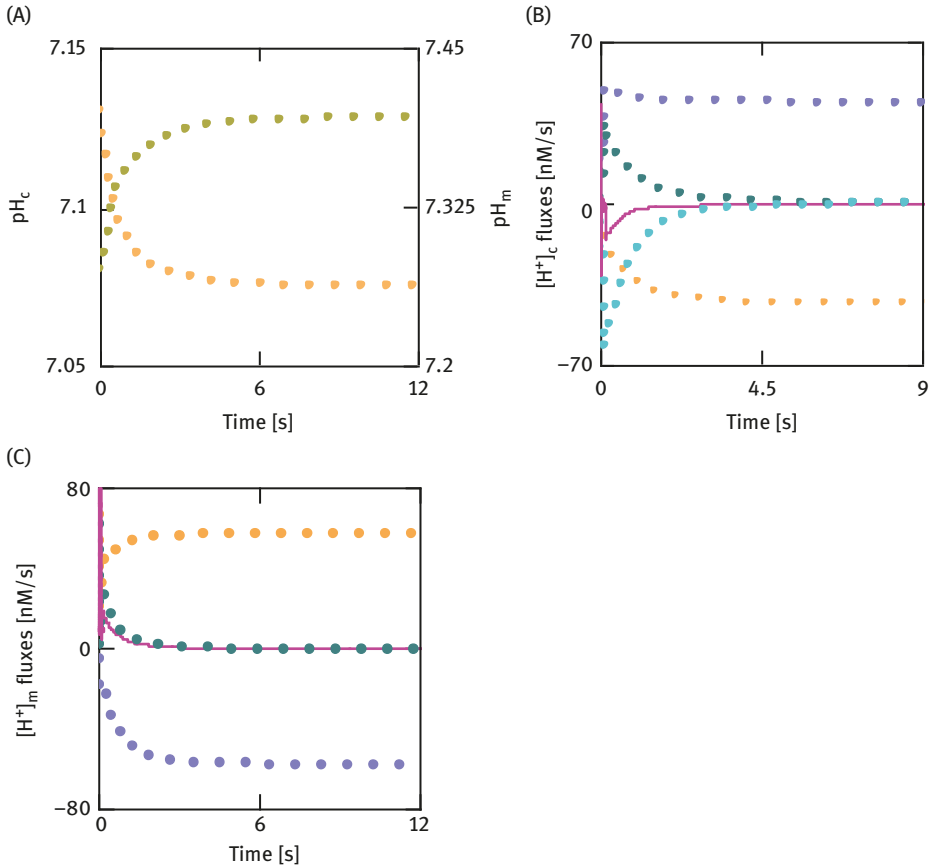 (A)
7.15
7.1
7.05
pHc
7.45
7.325
7.2
pHm
0
6
12
Time [s]
(B)
70
0
−70
[H⁺]c fluxes [nM/s]
0
4.5
9
Time [s]
(C)
80
0
−80
[H⁺]m fluxes [nM/s]
0
6
12
Time [s]